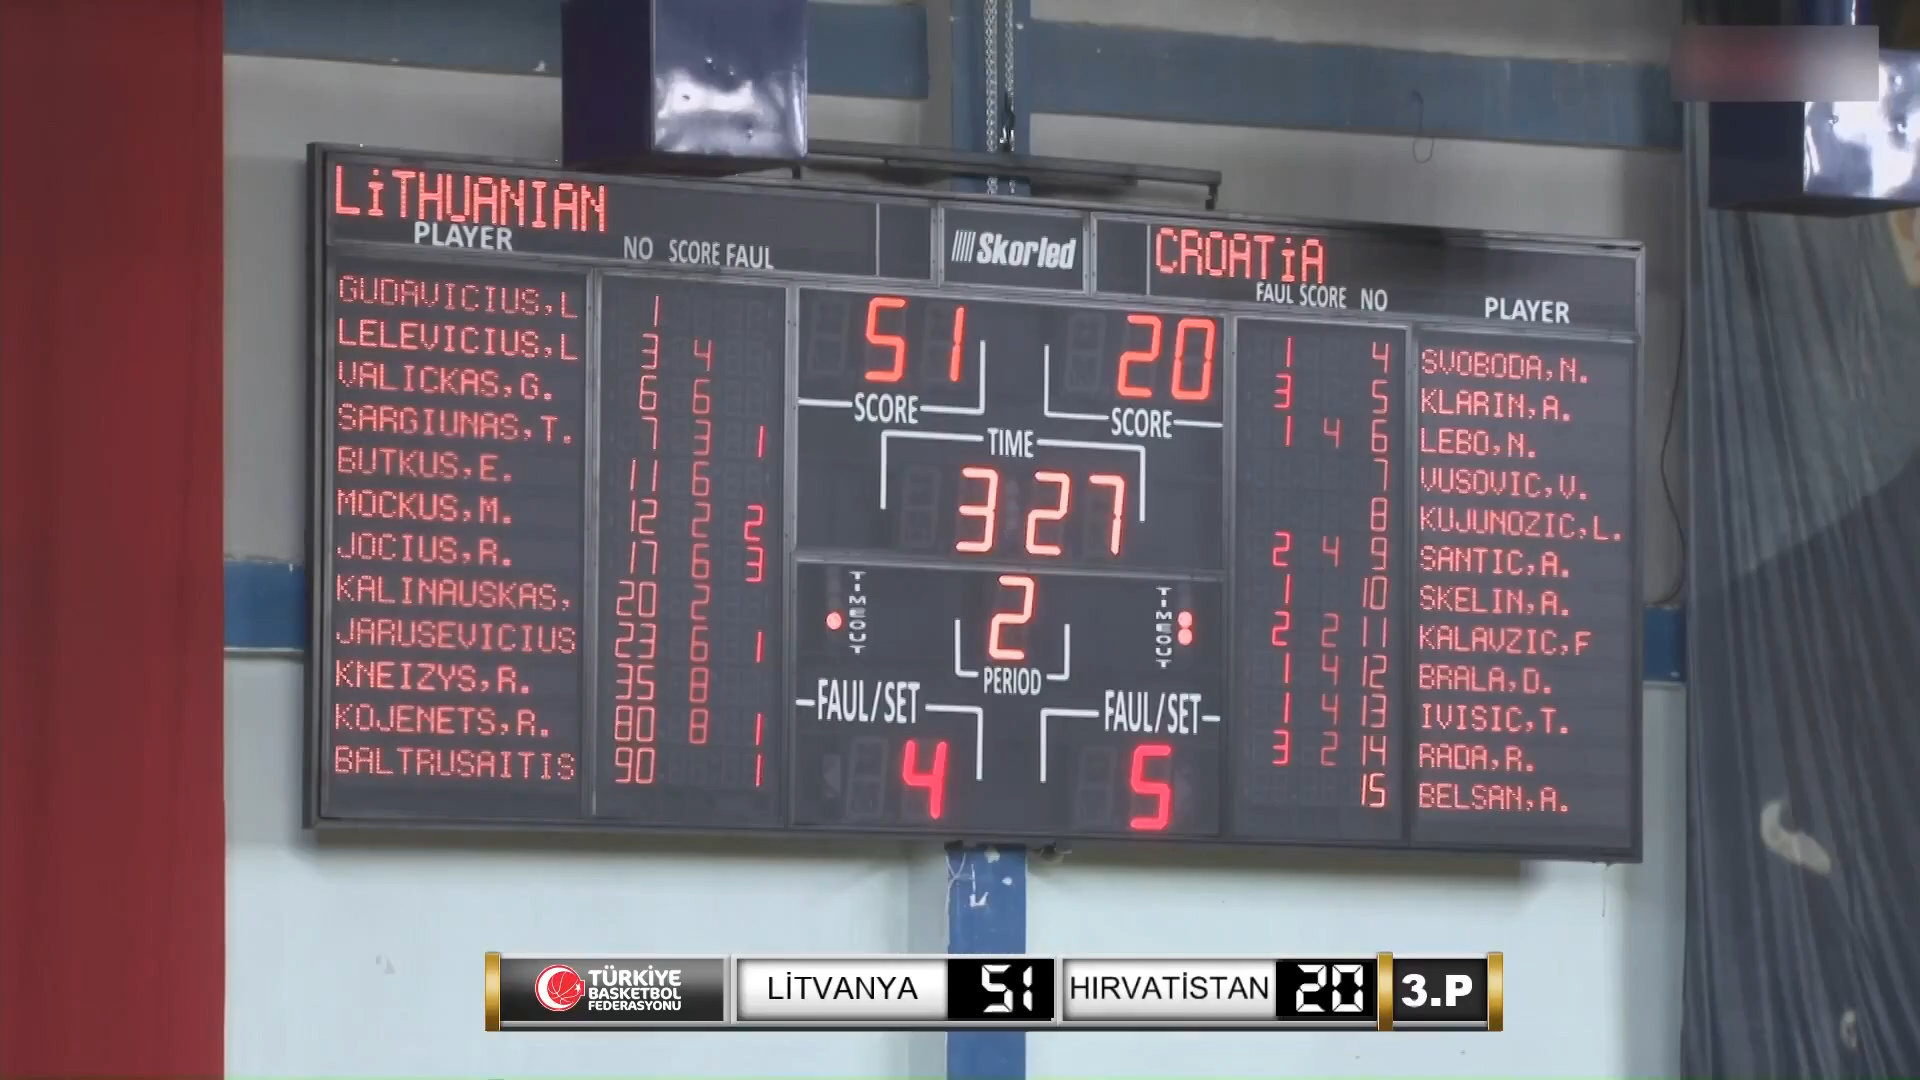 LiTHUANIAN
PLAYER NO SCORE FAUL
GUDAVICIUS,L 1
LELEVICIUS,L 3 4
VALICKAS,G. 6 6
SARGIUNAS,T. 7 3 1
BUTKUS,E. 11 6
MOCKUS,M. 12 2 2
JOCIUS,R. 17 6 3
KALINAUSKAS, 20 2
JARUSEVICIUS 23 6 1
KNEIZYS,R. 35 8
KOJENETS,R. 80 8 1
BALTRUSAITIS 90 1
Skorled
51 20
SCORE SCORE
TIME
3 27
TIMEOUT 2 TIMEOUT
PERIOD
FAUL/SET FAUL/SET
4 5
CROATiA
FAUL SCORE NO PLAYER
1 4 SVOBODA,N.
3 5 KLARIN,A.
1 4 6 LEBO,N.
7 VUSOVIC,V.
8 KUJUNOZIC,L.
2 4 9 SANTIC,A.
1 10 SKELIN,A.
2 2 11 KALAVZIC,F
1 4 12 BRALA,D.
1 4 13 IVISIC,T.
3 2 14 RADA,R.
15 BELSAN,A.
TÜRKİYE
BASKETBOL
FEDERASYONU
LİTVANYA 51 HIRVATİSTAN 20 3.P